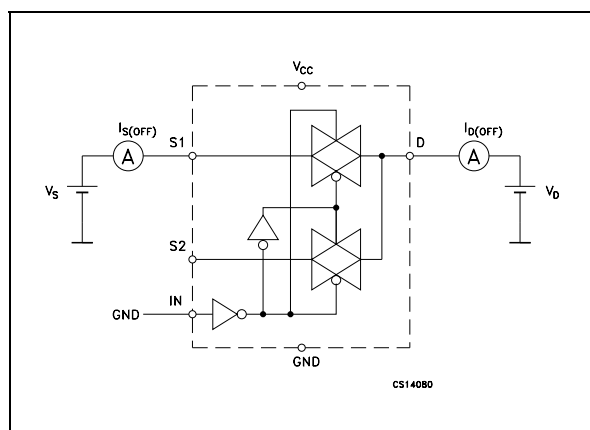 VCC
IS(OFF)
A
S1
D
ID(OFF)
A
VS
VD
S2
IN
GND
GND
CS14080